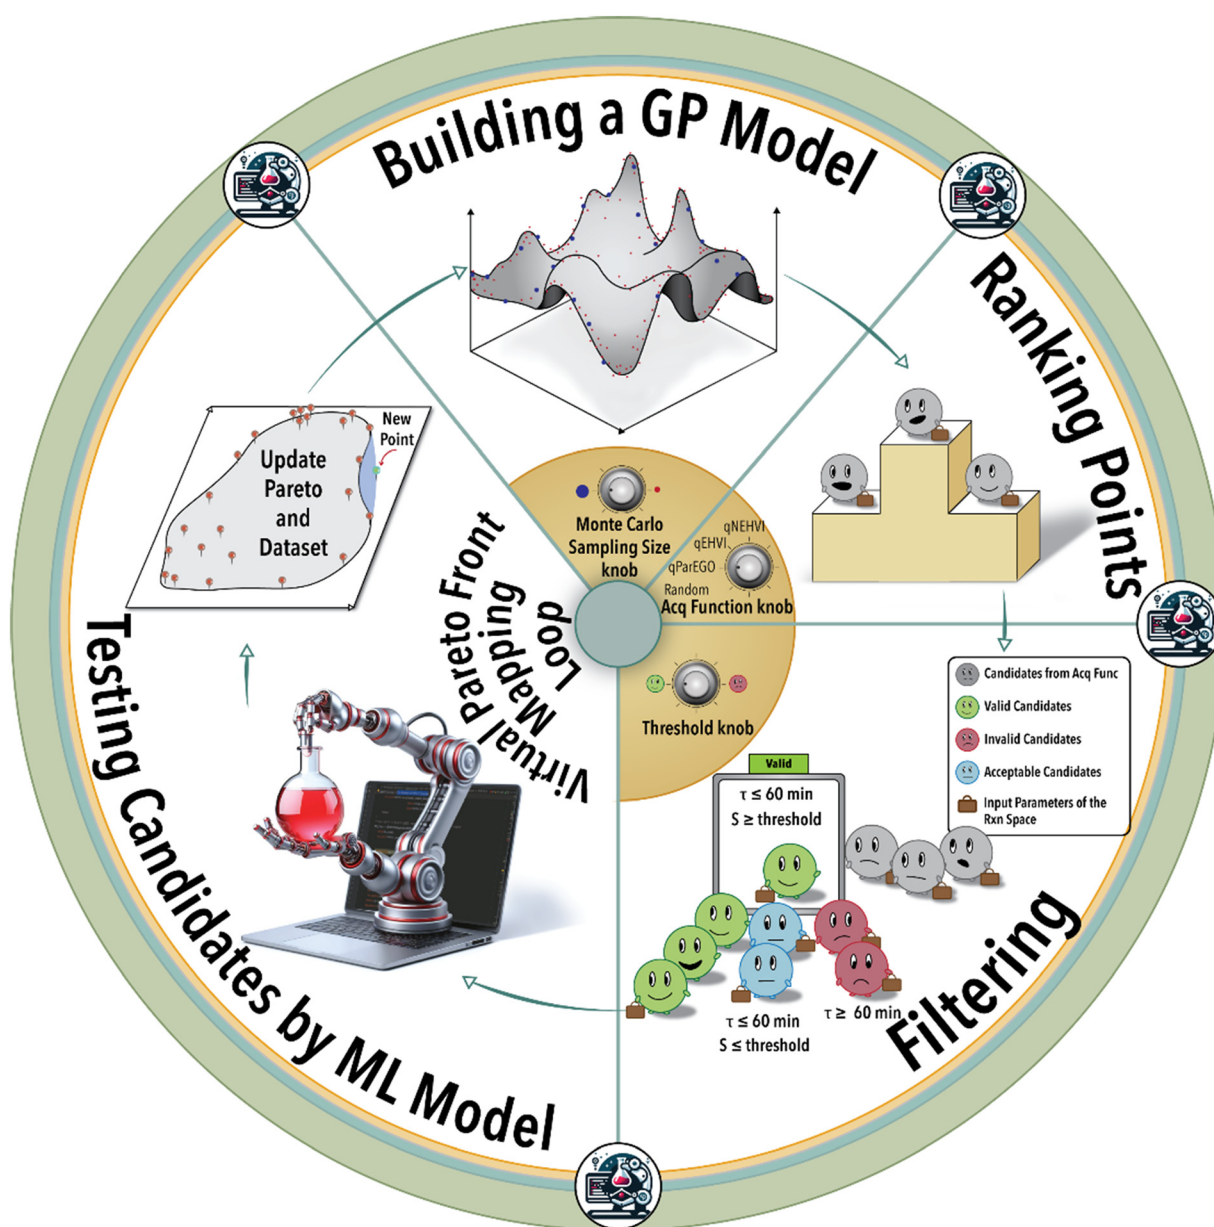 Building a GP Model
Ranking Points
New
Point
Update
Pareto
and
Dataset
Monte Carlo
Sampling Size
knob
qNEHVI
qEHVI
qParEGO
Random
Acq Function knob
Threshold knob
Virtual Pareto Front
Mapping
Loop
Candidates from Acq Func
Valid Candidates
Invalid Candidates
Acceptable Candidates
Input Parameters of the
Rxn Space
Valid
τ ≤ 60 min
S ≥ threshold
τ ≤ 60 min
S ≤ threshold
τ ≥ 60 min
Filtering
Testing Candidates by ML Model